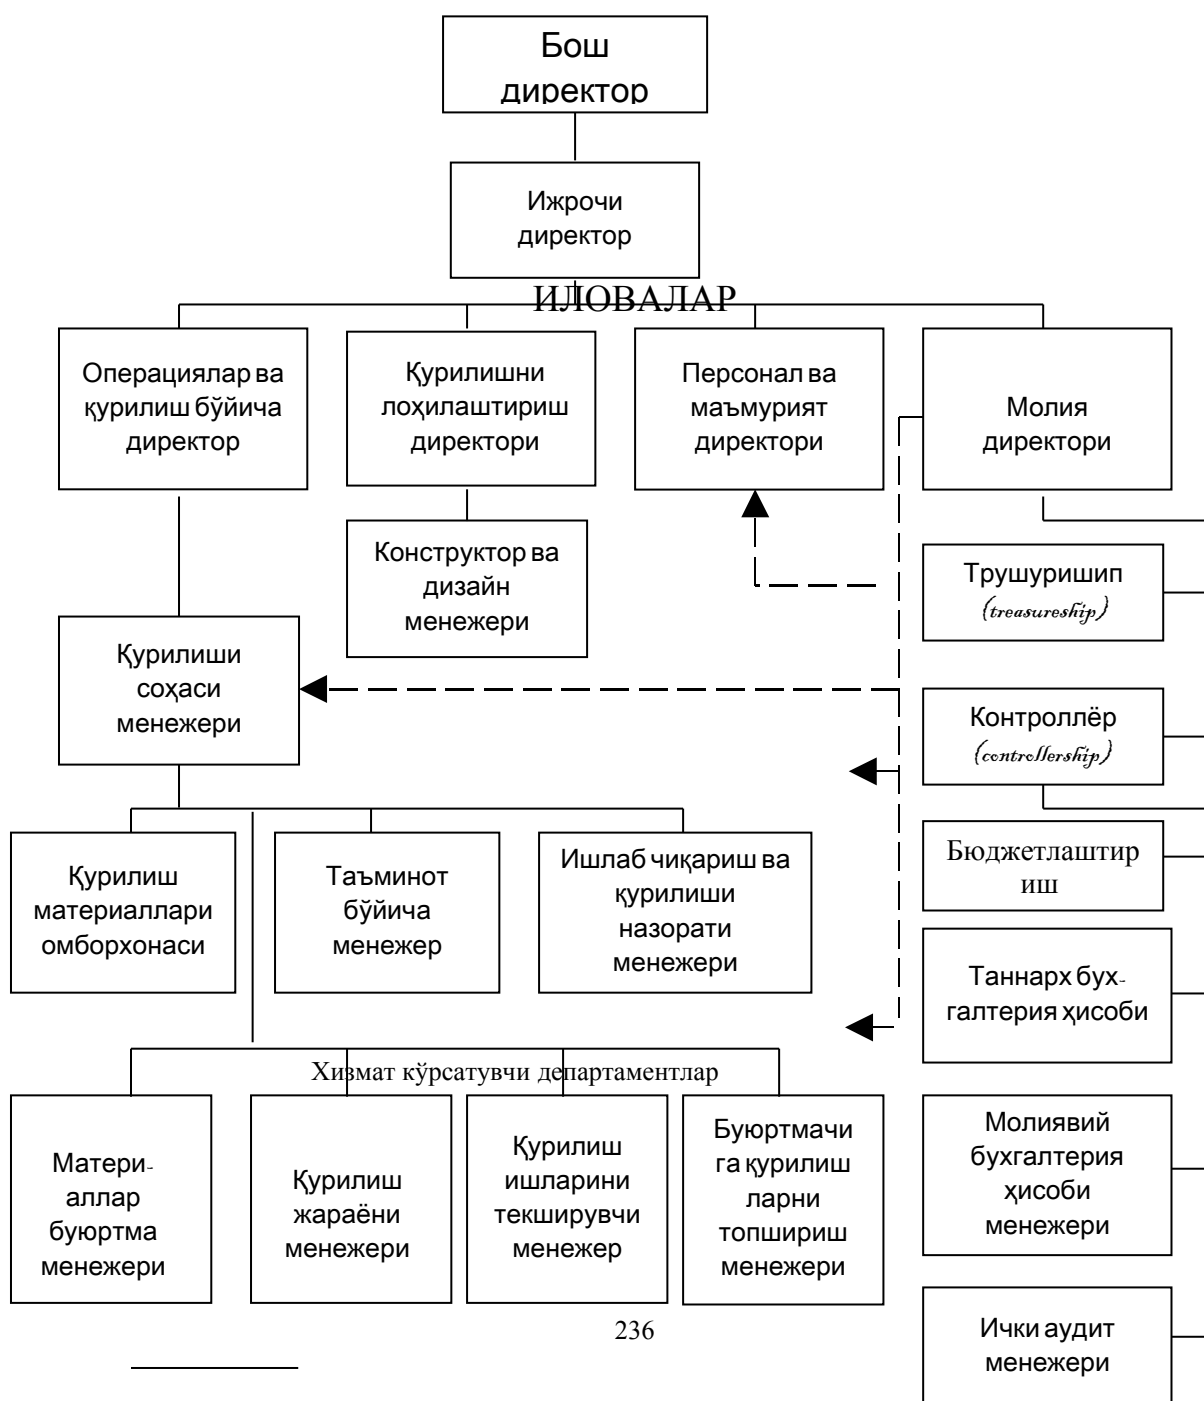 Бош
директор
Ижрочи
директор
ИЛОВАЛАР
Операциялар ва
қурилиш бўйича
директор
Қурилишни
лоҳилаштириш
директори
Персонал ва
маъмурият
директори
Молия
директори
Конструктор ва
дизайн
менежери
Трушуришип
(treasureship)
Қурилиши
соҳаси
менежери
Контроллёр
(controllership)
Қурилиш
материаллари
омборхонаси
Таъминот
бўйича
менежер
Ишлаб чиқариш ва
қурилиши
назорати
менежери
Бюджетлаштир
иш
Таннарх бух-
галтерия ҳисоби
Хизмат кўрсатувчи департаментлар
Матери-
аллар
буюртма
менежери
Қурилиш
жараёни
менежери
Қурилиш
ишларини
текширувчи
менежер
Буюртмачи
га қурилиш
ларни
топшириш
менежери
Молиявий
бухгалтерия
ҳисоби
менежери
Ички аудит
менежери
236